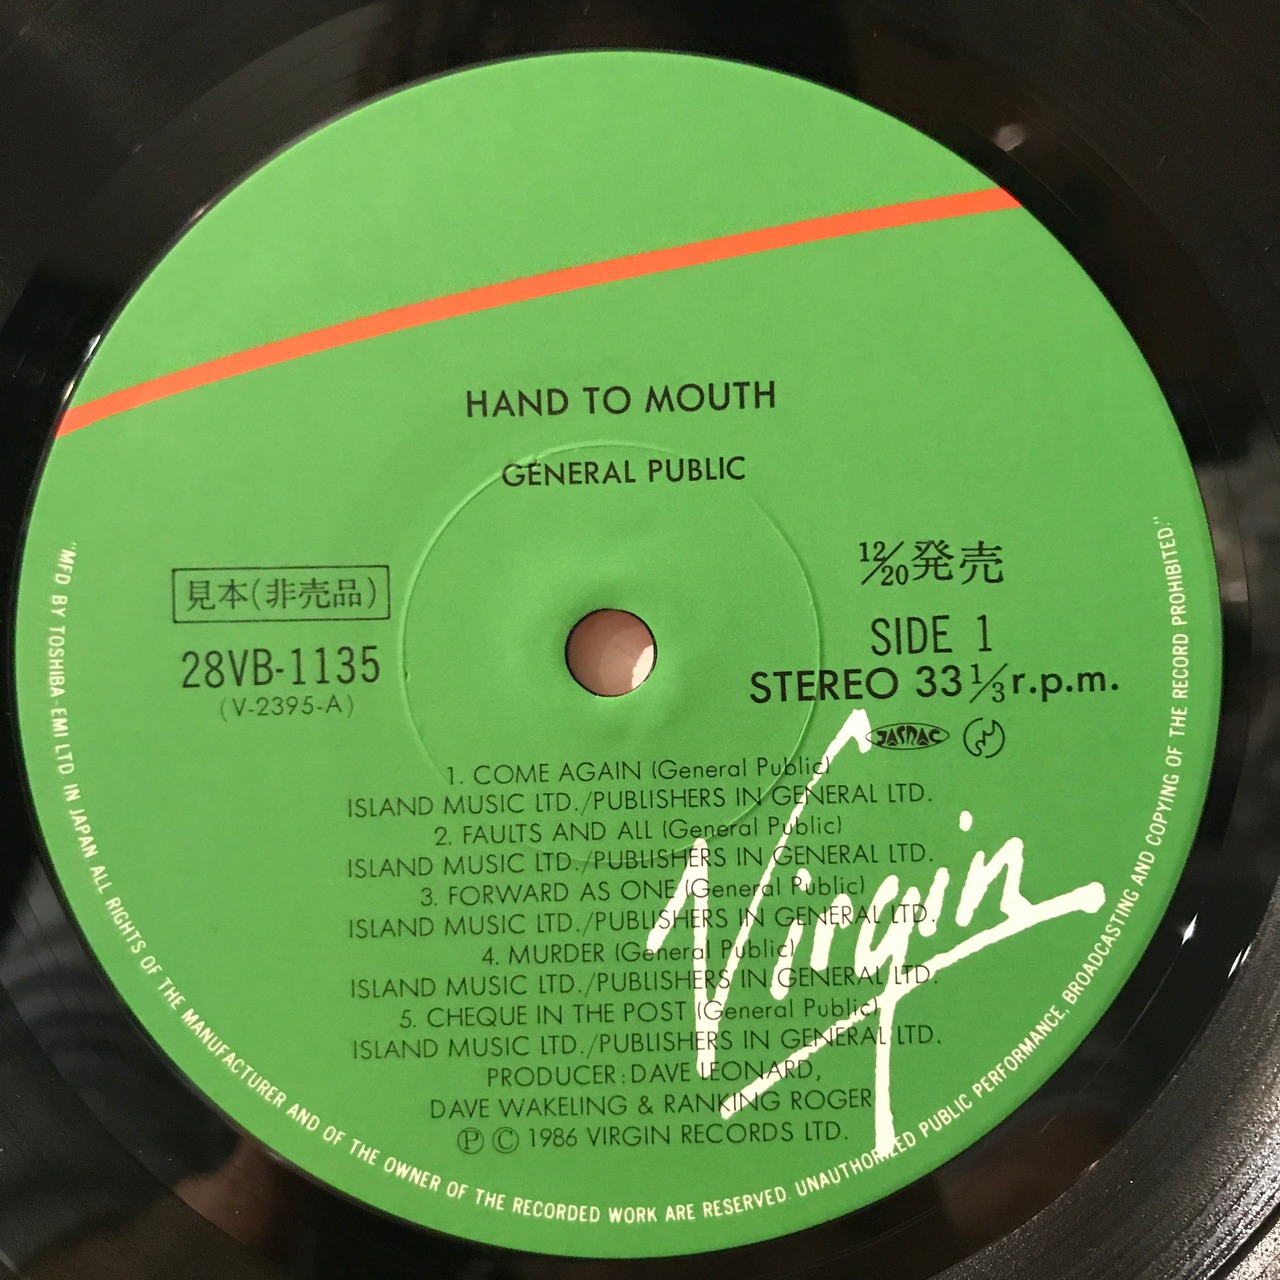 HAND TO MOUTH
GENERAL PUBLIC
見本(非売品)
28VB-1135
(V-2395-A)
12/20発売
SIDE 1
STEREO 33 1/3 r.p.m.
JASRAC
1. COME AGAIN (General Public)
ISLAND MUSIC LTD./PUBLISHERS IN GENERAL LTD.
2. FAULTS AND ALL (General Public)
ISLAND MUSIC LTD./PUBLISHERS IN GENERAL LTD.
3. FORWARD AS ONE (General Public)
ISLAND MUSIC LTD./PUBLISHERS IN GENERAL LTD.
4. MURDER (General Public)
ISLAND MUSIC LTD./PUBLISHERS IN GENERAL LTD.
5. CHEQUE IN THE POST (General Public)
ISLAND MUSIC LTD./PUBLISHERS IN GENERAL LTD.
PRODUCER: DAVE LEONARD,
DAVE WAKELING & RANKING ROGER
Ⓟ Ⓒ 1986 VIRGIN RECORDS LTD.
Virgin
"MFD BY TOSHIBA-EMI LTD. IN JAPAN. ALL RIGHTS OF THE MANUFACTURER AND OF THE OWNER OF THE RECORDED WORK ARE RESERVED. UNAUTHORIZED PUBLIC PERFORMANCE, BROADCASTING AND COPYING OF THE RECORD PROHIBITED."